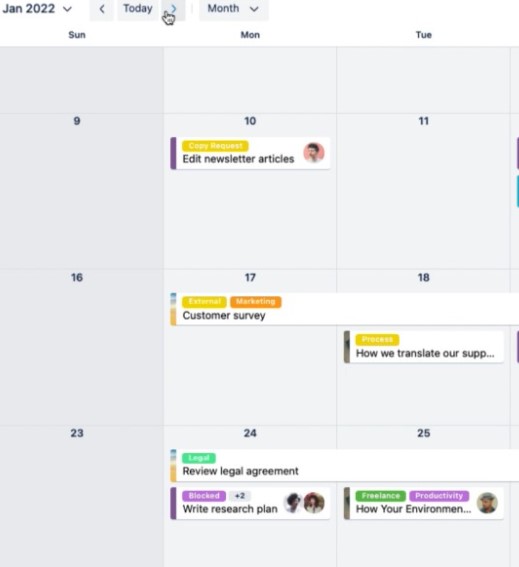 Jan 2022 Today Month
Sun Mon Tue
9 10 11
Copy Request
Edit newsletter articles
16 17 18
External Marketing
Customer survey
Process
How we translate our supp...
23 24 25
Legal
Review legal agreement
Blocked +2 Freelance Productivity
Write research plan How Your Environmen...